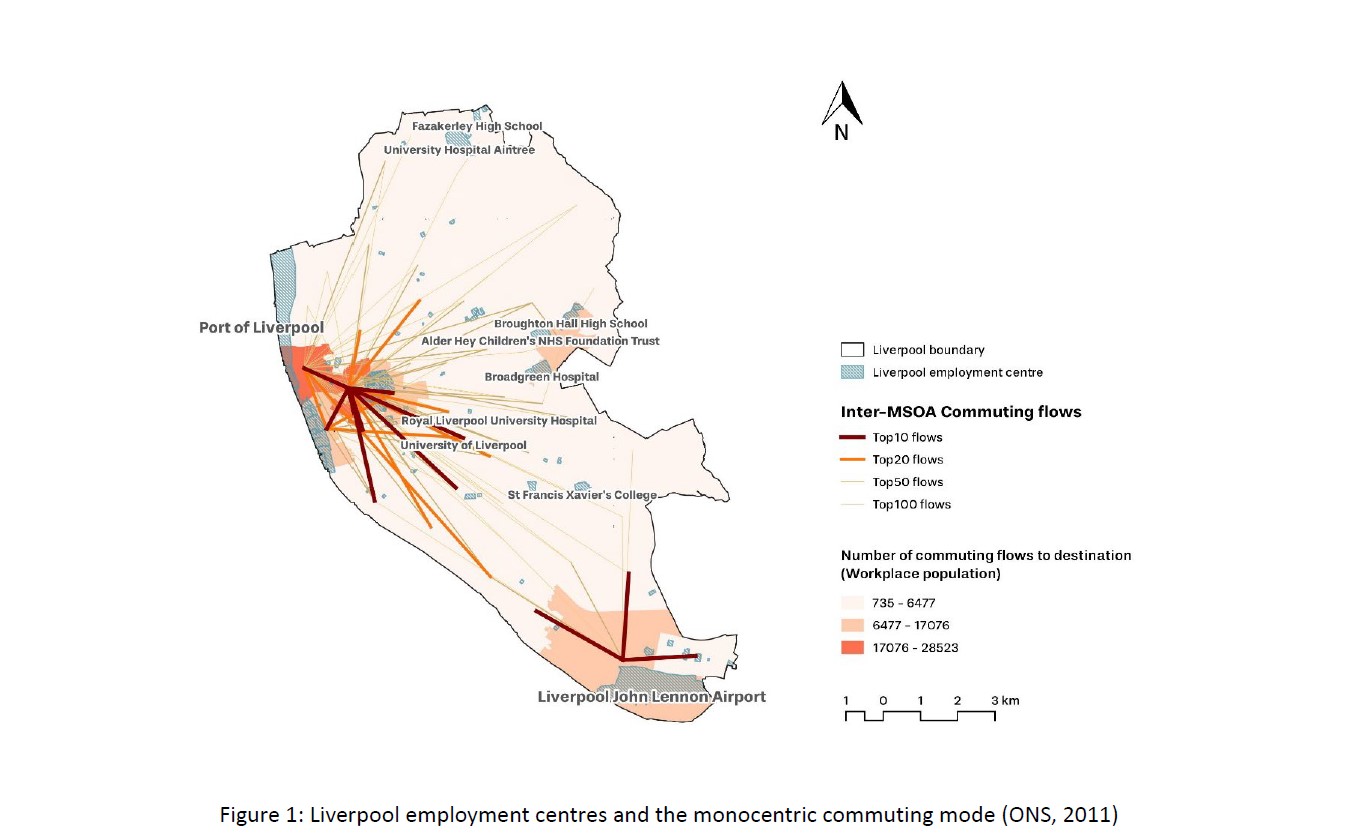 N
Fazakerley High School
University Hospital Aintree
Port of Liverpool
Broughton Hall High School
Alder Hey Children's NHS Foundation Trust
Broadgreen Hospital
Royal Liverpool University Hospital
University of Liverpool
St Francis Xavier's College
Liverpool John Lennon Airport
Liverpool boundary
Liverpool employment centre
Inter-MSOA Commuting flows
Top10 flows
Top20 flows
Top50 flows
Top100 flows
Number of commuting flows to destination
(Workplace population)
735 - 6477
6477 - 17076
17076 - 28523
1 0 1 2 3 km
Figure 1: Liverpool employment centres and the monocentric commuting mode (ONS, 2011)